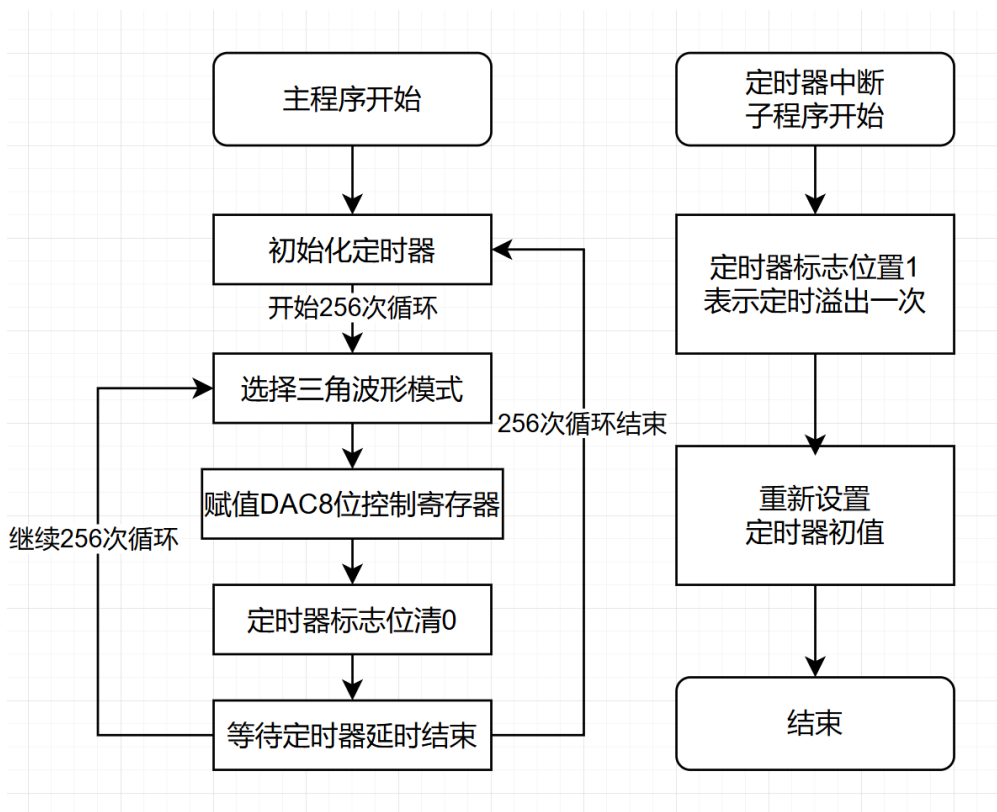 主程序开始
初始化定时器
开始256次循环
选择三角波形模式
256次循环结束
赋值DAC8位控制寄存器
继续256次循环
定时器标志位清0
等待定时器延时结束
定时器中断
子程序开始
定时器标志位置1
表示定时溢出一次
重新设置
定时器初值
结束